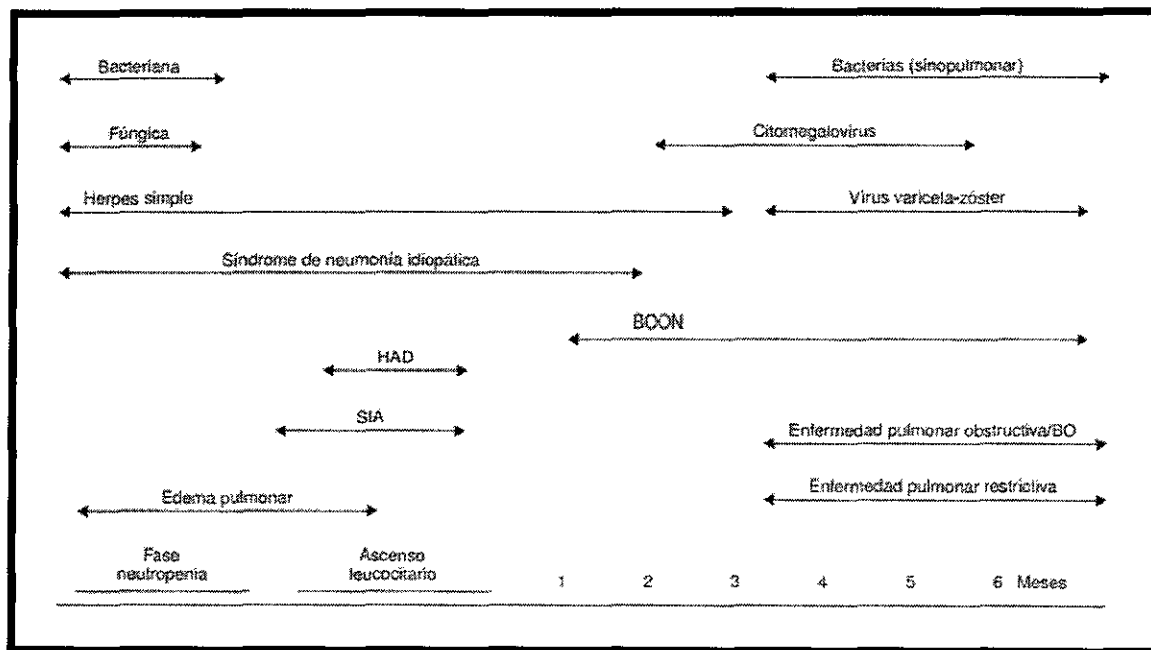 Bacteriana
Bacterias (sinopulmonar)
Fúngica
Citomegalovirus
Herpes simple
Virus varicela-zóster
Síndrome de neumonía idiopática
BOON
HAD
SIA
Enfermedad pulmonar obstructiva/BO
Edema pulmonar
Enfermedad pulmonar restrictiva
Fase
neutropenia
Ascenso
leucocitario
1 2 3 4 5 6 Meses